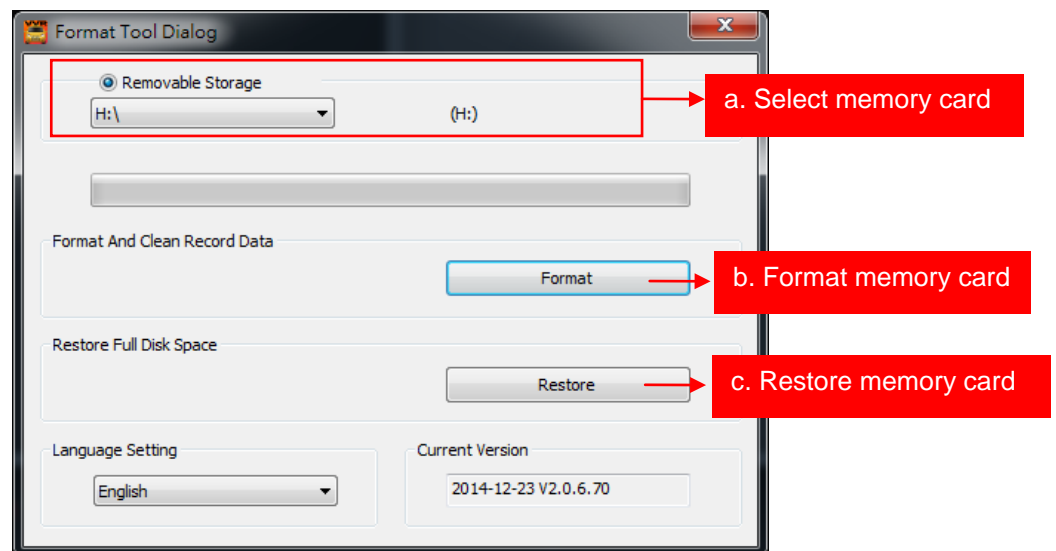 Format Tool Dialog
Removable Storage
a. Select memory card
H:\
(H:)
Format And Clean Record Data
Format
b. Format memory card
Restore Full Disk Space
Restore
c. Restore memory card
Language Setting
Current Version
English
2014-12-23 V2.0.6.70